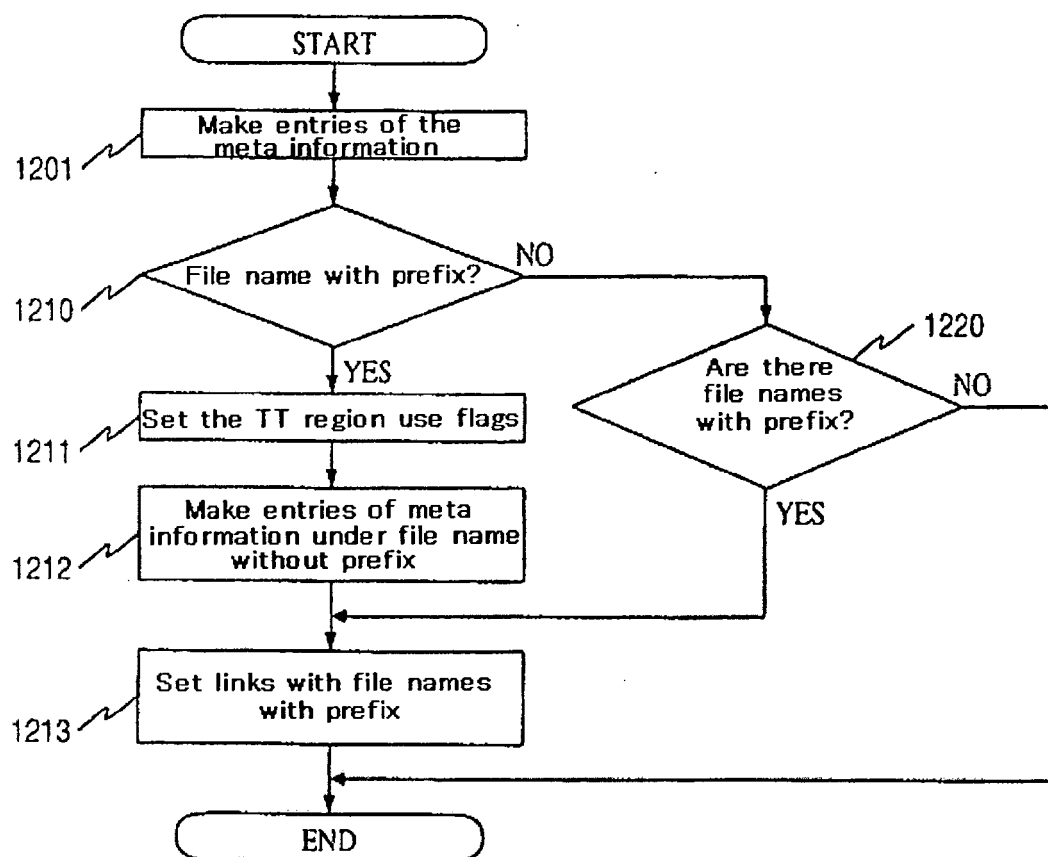 START
Make entries of the
meta information
1201
File name with prefix?
NO
1210
1220
Are there
file names
with prefix?
NO
YES
Set the TT region use flags
1211
YES
Make entries of meta
information under file name
without prefix
1212
Set links with file names
with prefix
1213
END